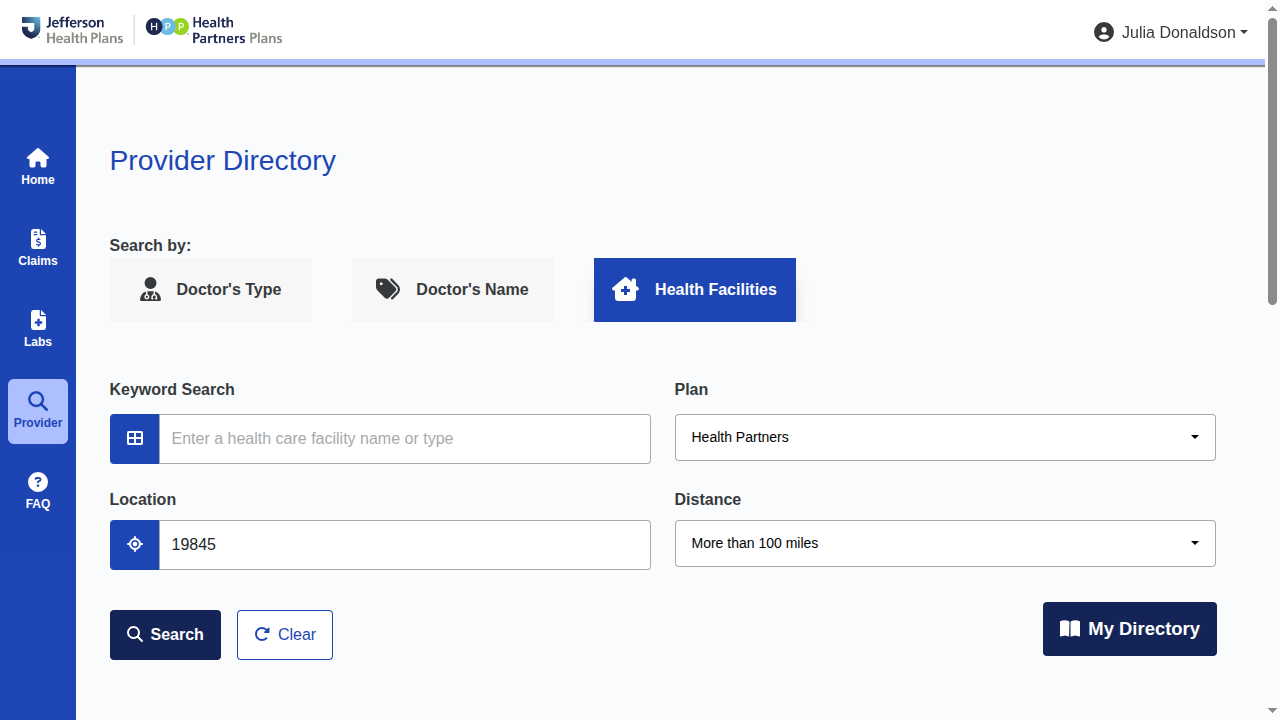 Jefferson
Health Plans
HPP
Health
Partners Plans
Julia Donaldson
Home
Claims
Labs
Provider
FAQ
Provider Directory
Search by:
Doctor's Type
Doctor's Name
Health Facilities
Keyword Search
Enter a health care facility name or type
Plan
Health Partners
Location
19845
Distance
More than 100 miles
Search
Clear
My Directory